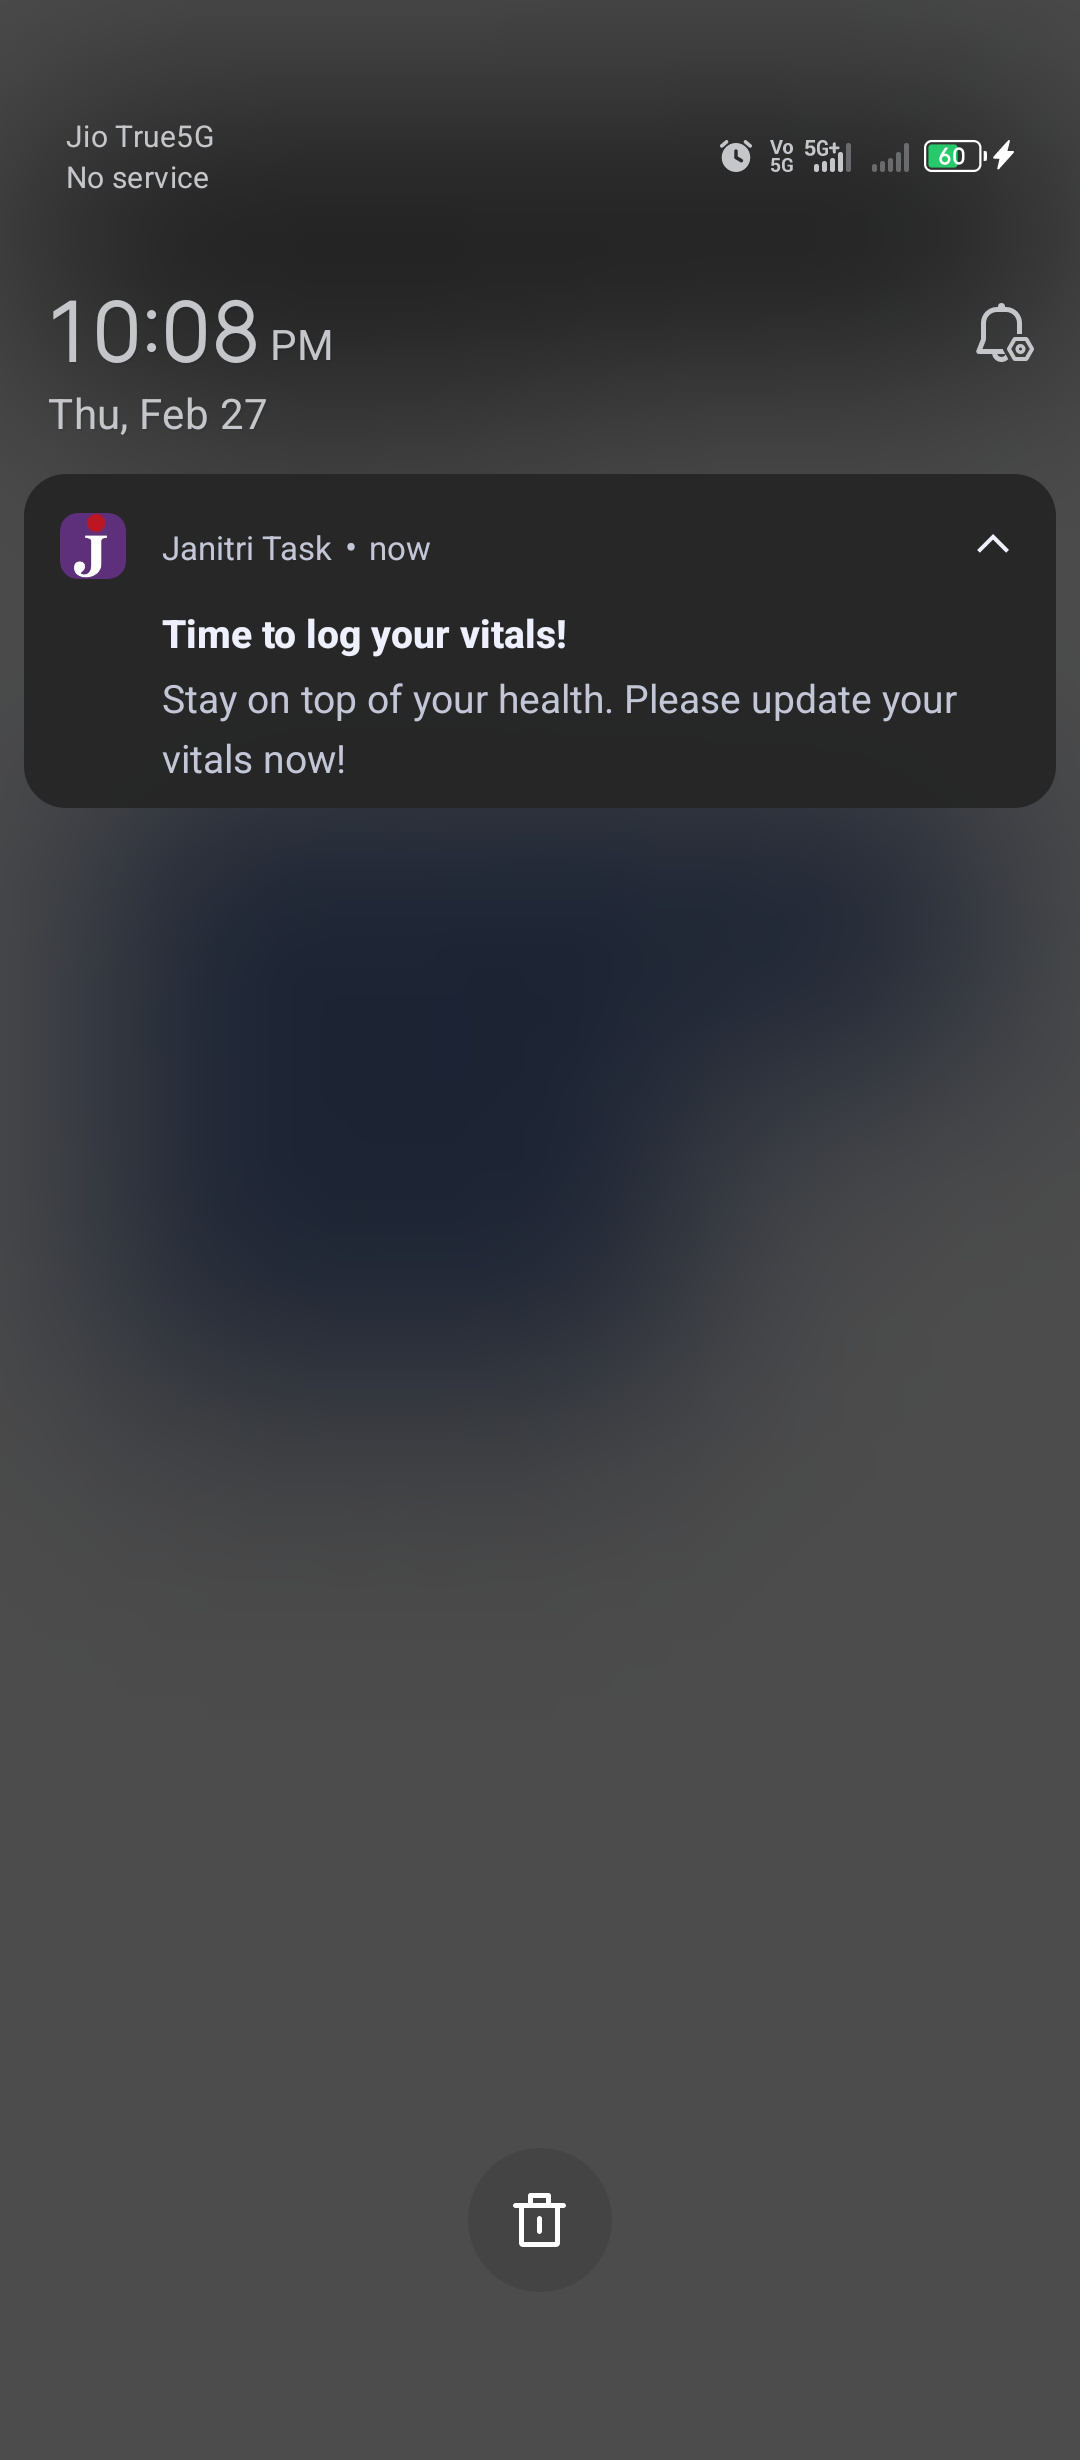 Jio True5G
No service
Vo 5G
5G+
60
10:08 PM
Thu, Feb 27
J
Janitri Task • now
Time to log your vitals!
Stay on top of your health. Please update your
vitals now!